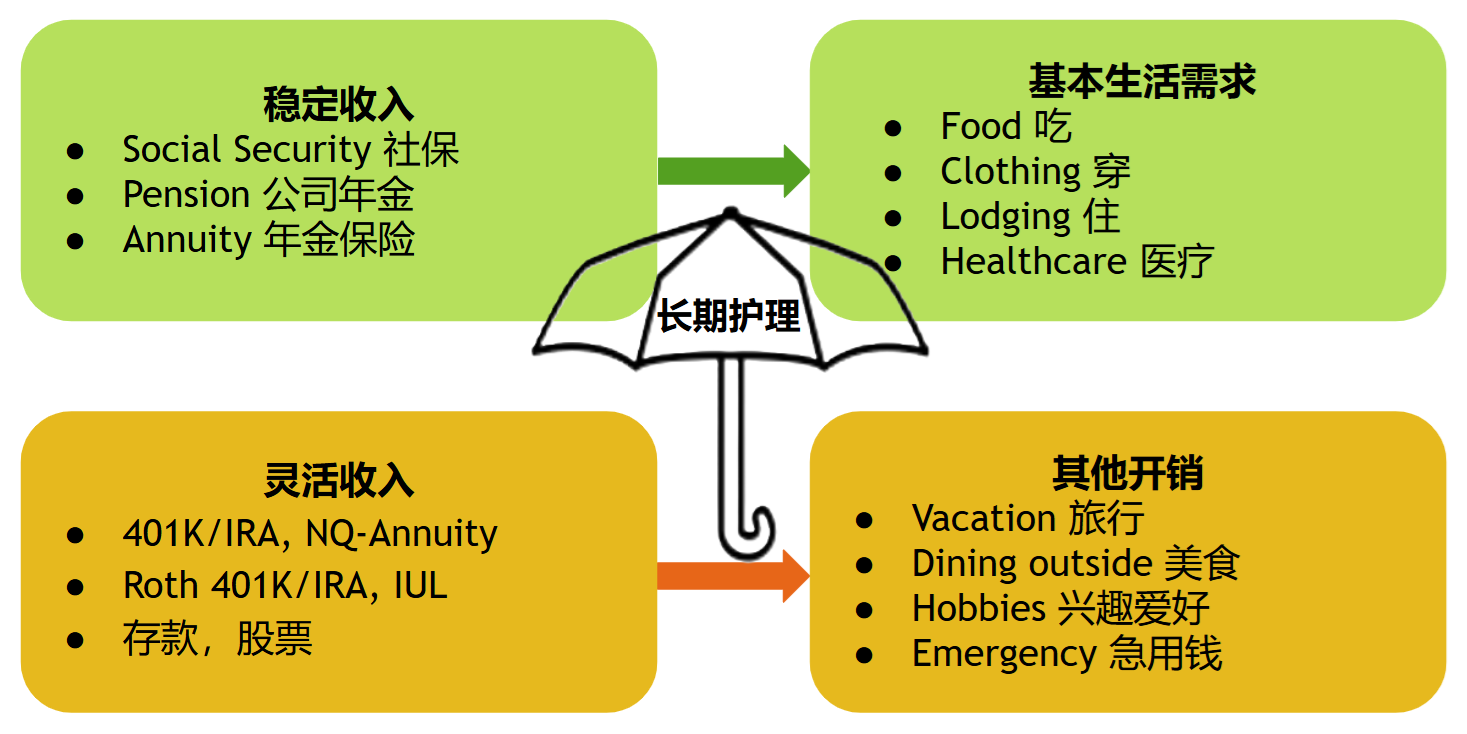 稳定收入
● Social Security 社保
● Pension 公司年金
● Annuity 年金保险
基本生活需求
● Food 吃
● Clothing 穿
● Lodging 住
● Healthcare 医疗
长期护理
灵活收入
● 401K/IRA, NQ-Annuity
● Roth 401K/IRA, IUL
● 存款，股票
其他开销
● Vacation 旅行
● Dining outside 美食
● Hobbies 兴趣爱好
● Emergency 急用钱